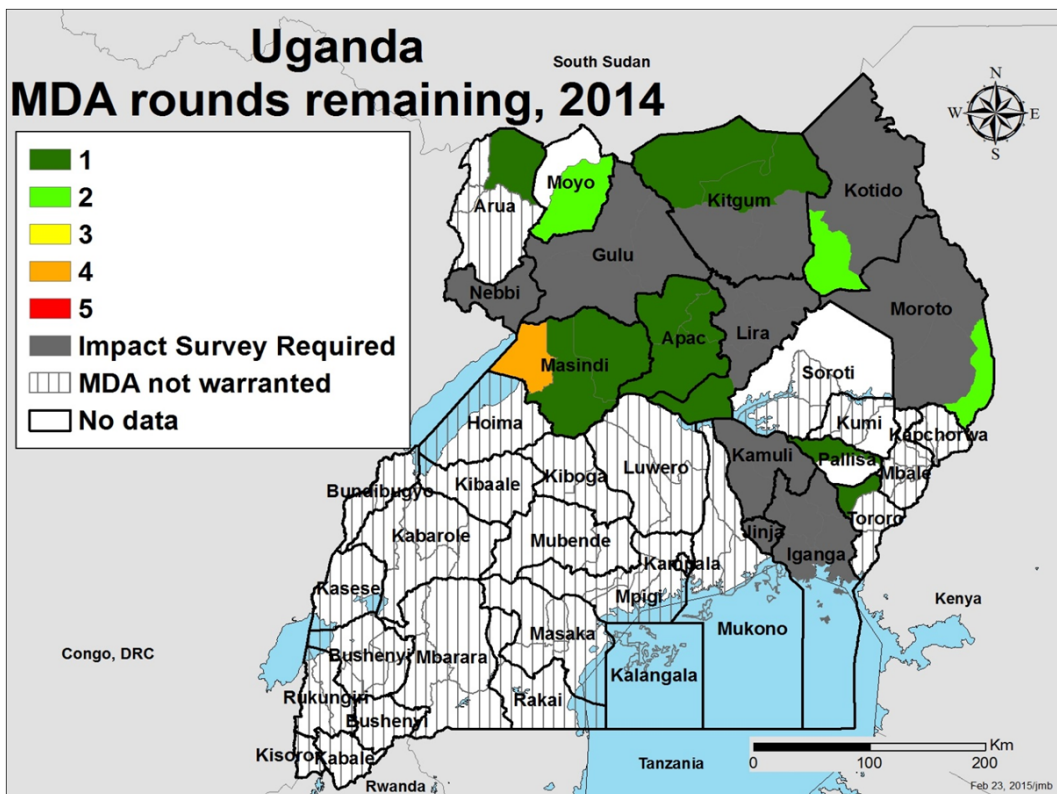 Uganda
MDA rounds remaining, 2014
South Sudan
N
W E
S
1
2
3
4
5
Impact Survey Required
MDA not warranted
No data
Moyo
Arua
Kitgum
Kotido
Gulu
Nebbi
Moroto
Apac
Lira
Masindi
Soroti
Hoima
Kumi
Kapchorwa
Kamuli
Pallisa
Luwero
Mbale
Kiboga
Kibaale
Bundibugyo
Tororo
Kabarole
Mubende
Jinja
Iganga
Kampala
Kasese
Mpigi
Kenya
Mukono
Masaka
Congo, DRC
Bushenyi
Mbarara
Kalangala
Rukungiri
Rakai
Bushenyi
Kisoro
Kabale
Km
0 100 200
Tanzania
Rwanda
Feb 23, 2015/jmb